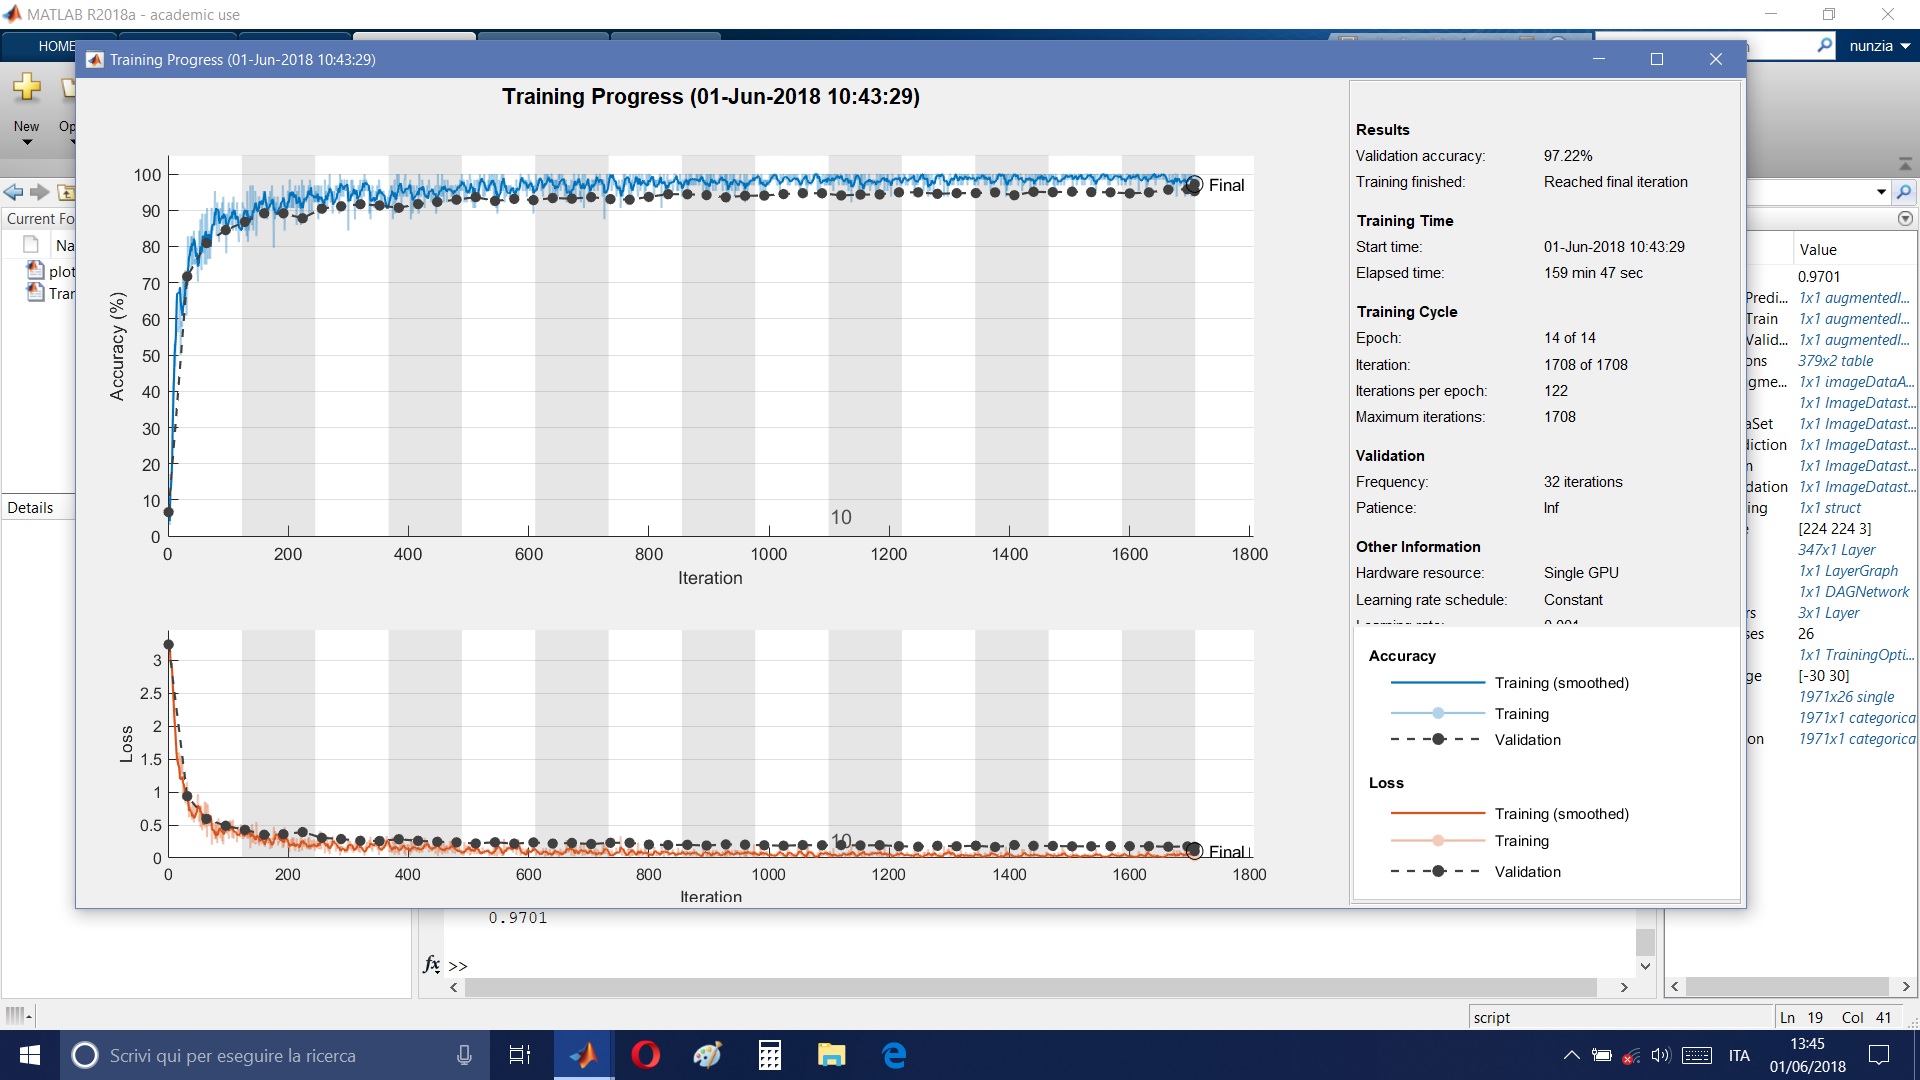 MATLAB R2018a - academic use
HOME
nunzia
Training Progress (01-Jun-2018 10:43:29)
New
Current Fo
Na
plot
Details
Training Progress (01-Jun-2018 10:43:29)
100
90
80
70
60
50
40
30
20
10
0
Accuracy (%)
Final
10
0 200 400 600 800 1000 1200 1400 1600 1800
Iteration
3
2.5
2
1.5
1
0.5
0
Loss
10
Final
0 200 400 600 800 1000 1200 1400 1600 1800
Iteration
Results
Validation accuracy: 97.22%
Training finished: Reached final iteration
Training Time
Start time: 01-Jun-2018 10:43:29
Elapsed time: 159 min 47 sec
Training Cycle
Epoch: 14 of 14
Iteration: 1708 of 1708
Iterations per epoch: 122
Maximum iterations: 1708
Validation
Frequency: 32 iterations
Patience: Inf
Other Information
Hardware resource: Single GPU
Learning rate schedule: Constant
Learning rate: 0.001
Accuracy
Training (smoothed)
Training
Validation
Loss
Training (smoothed)
Training
Validation
Value
0.9701
Predi... 1x1 augmentedI...
Train 1x1 augmentedI...
Valid... 1x1 augmentedI...
ons 379x2 table
gme... 1x1 imageDataA...
1x1 ImageDatast...
aSet 1x1 ImageDatast...
iction 1x1 ImageDatast...
n 1x1 ImageDatast...
dation 1x1 ImageDatast...
ing 1x1 struct
[224 224 3]
347x1 Layer
1x1 LayerGraph
1x1 DAGNetwork
rs 3x1 Layer
ses 26
1x1 TrainingOpti...
ge [-30 30]
1971x26 single
1971x1 categorica
on 1971x1 categorica
0.9701
fx >>
script
Ln 19 Col 41
Scrivi qui per eseguire la ricerca
ITA
13:45
01/06/2018